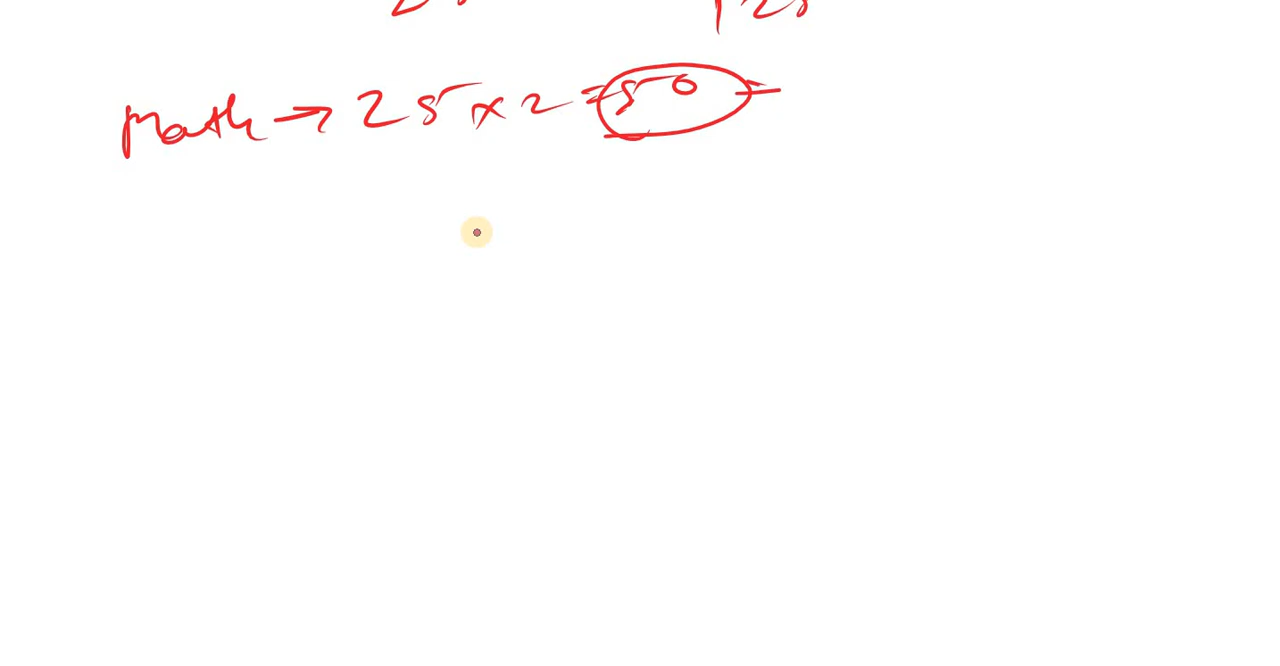 Math → 25 x 2 = 50 =